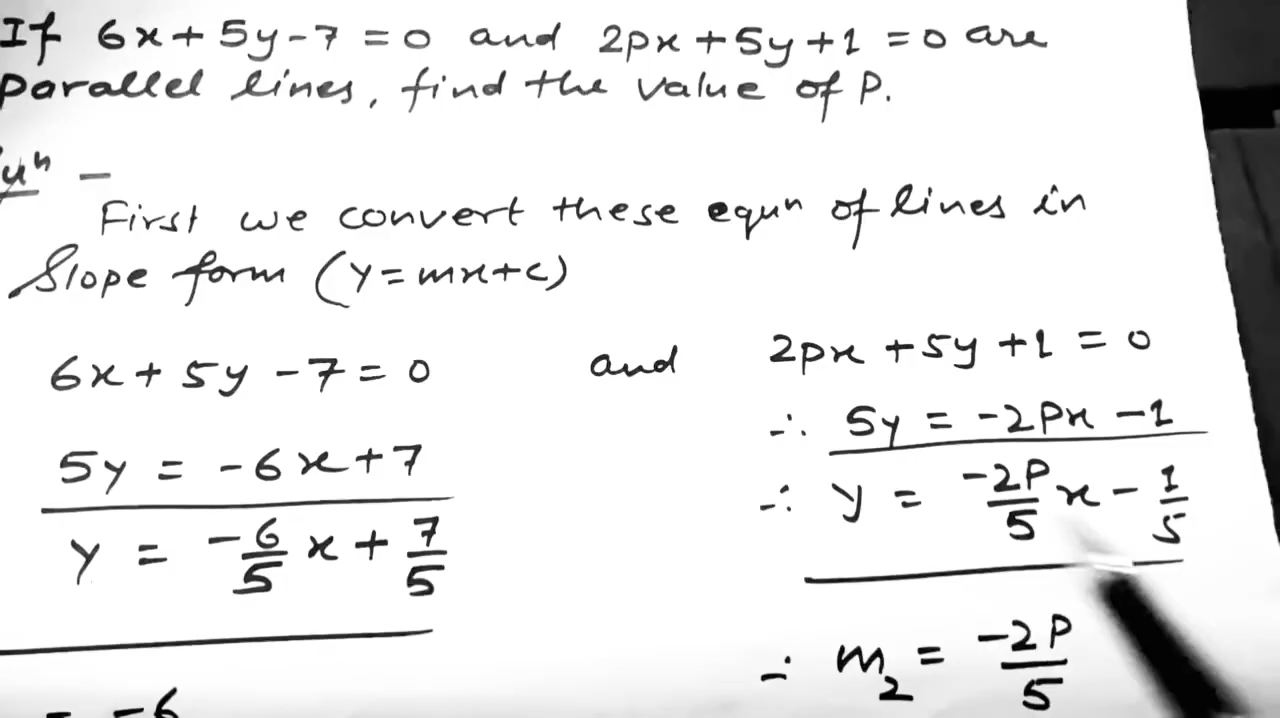 If 6x + 5y - 7 = 0 and 2px + 5y + 1 = 0 are
parallel lines, find the value of P.
uⁿ -
First we convert these equⁿ of lines in
Slope form (y = mx + c)
6x + 5y - 7 = 0 and 2px + 5y + 1 = 0
5y = -6x + 7
y = -6/5 x + 7/5
∴ 5y = -2Px - 1
∴ y = -2P/5 x - 1/5
∴ m₂ = -2P/5
= -6